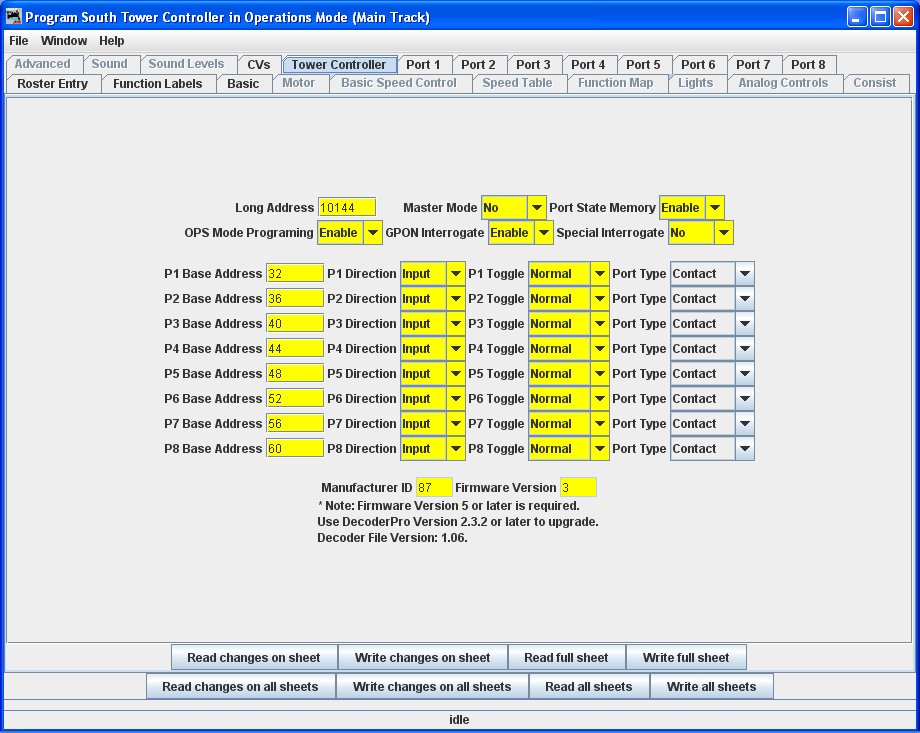 Program South Tower Controller in Operations Mode (Main Track)
File Window Help
Advanced Sound Sound Levels CVs Tower Controller Port 1 Port 2 Port 3 Port 4 Port 5 Port 6 Port 7 Port 8
Roster Entry Function Labels Basic Motor Basic Speed Control Speed Table Function Map Lights Analog Controls Consist
Long Address 10144 Master Mode No Port State Memory Enable
OPS Mode Programing Enable GPON Interrogate Enable Special Interrogate No
P1 Base Address 32 P1 Direction Input P1 Toggle Normal Port Type Contact
P2 Base Address 36 P2 Direction Input P2 Toggle Normal Port Type Contact
P3 Base Address 40 P3 Direction Input P3 Toggle Normal Port Type Contact
P4 Base Address 44 P4 Direction Input P4 Toggle Normal Port Type Contact
P5 Base Address 48 P5 Direction Input P5 Toggle Normal Port Type Contact
P6 Base Address 52 P6 Direction Input P6 Toggle Normal Port Type Contact
P7 Base Address 56 P7 Direction Input P7 Toggle Normal Port Type Contact
P8 Base Address 60 P8 Direction Input P8 Toggle Normal Port Type Contact
Manufacturer ID 87 Firmware Version 3
* Note: Firmware Version 5 or later is required.
Use DecoderPro Version 2.3.2 or later to upgrade.
Decoder File Version: 1.06.
Read changes on sheet Write changes on sheet Read full sheet Write full sheet
Read changes on all sheets Write changes on all sheets Read all sheets Write all sheets
idle